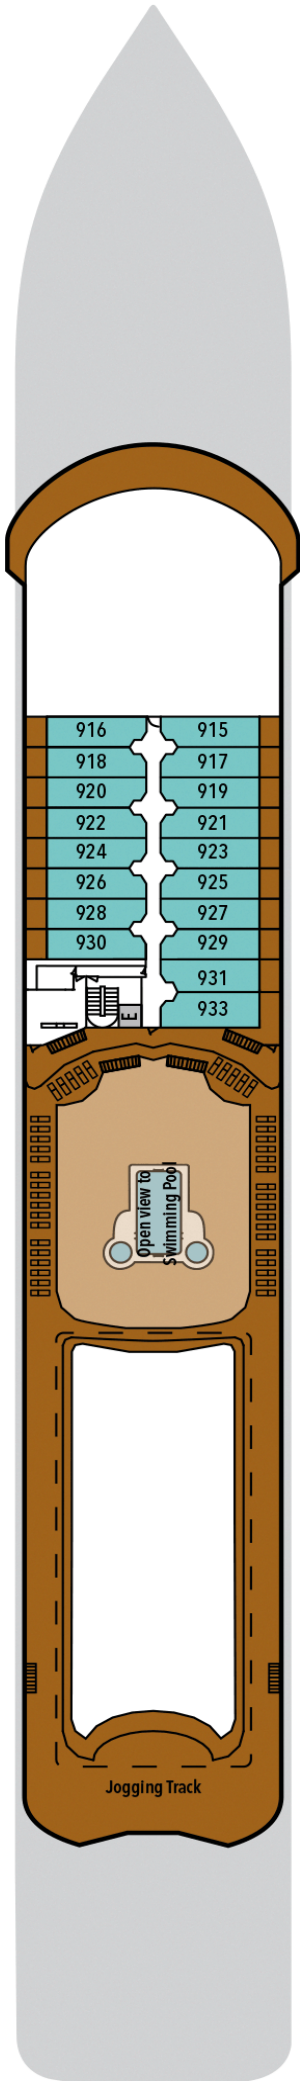 916 915
918 917
920 919
922 921
924 923
926 925
928 927
930 929
931
933
E
Open view to
Swimming Pool
Jogging Track